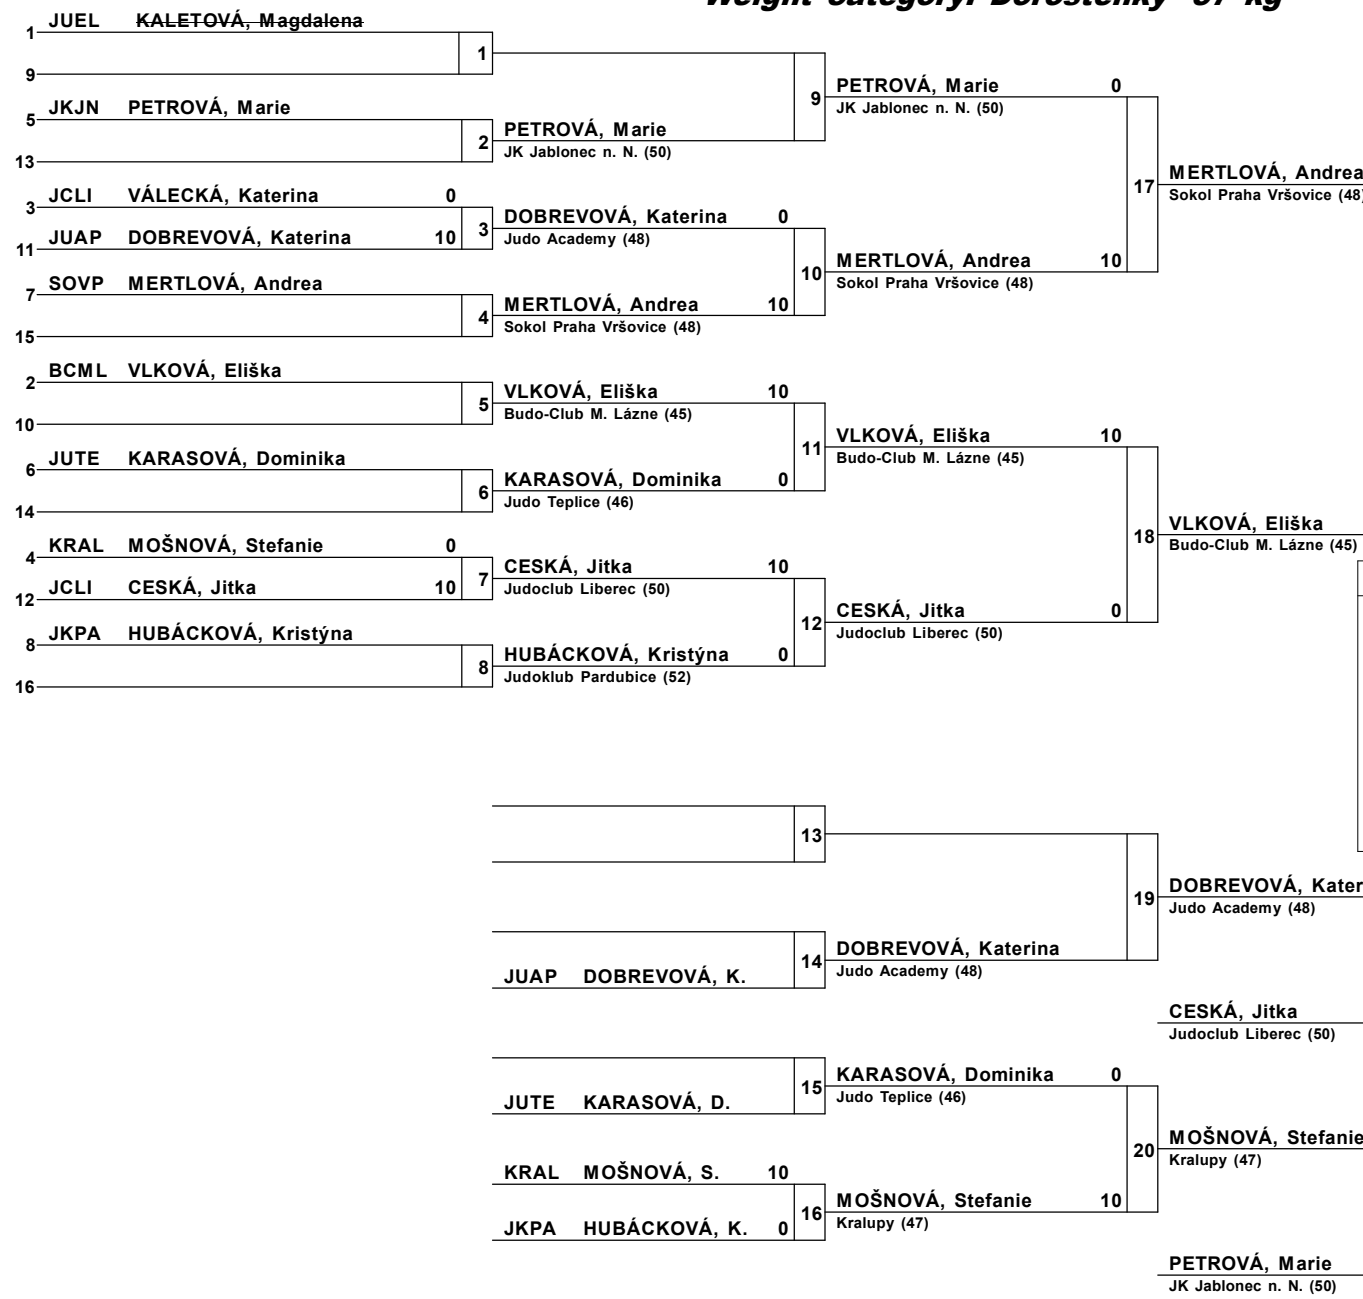 Weight category: Dorostenky -57 kg
1 JUEL KALETOVÁ, Magdalena
9
1
5 JKJN PETROVÁ, Marie
13
2
3 JCLI VÁLECKÁ, Katerina 0
11 JUAP DOBREVOVÁ, Katerina 10
3
7 SOVP MERTLOVÁ, Andrea
15
4
2 BCML VLKOVÁ, Eliška
10
5
6 JUTE KARASOVÁ, Dominika
14
6
4 KRAL MOŠNOVÁ, Stefanie 0
12 JCLI CESKÁ, Jitka 10
7
8 JKPA HUBÁCKOVÁ, Kristýna
16
8
PETROVÁ, Marie
JK Jablonec n. N. (50)
9
DOBREVOVÁ, Katerina 0
Judo Academy (48)
10
MERTLOVÁ, Andrea 10
Sokol Praha Vršovice (48)
VLKOVÁ, Eliška 10
Budo-Club M. Lázne (45)
11
KARASOVÁ, Dominika 0
Judo Teplice (46)
CESKÁ, Jitka 10
Judoclub Liberec (50)
12
HUBÁCKOVÁ, Kristýna 0
Judoklub Pardubice (52)
PETROVÁ, Marie 0
JK Jablonec n. N. (50)
17
MERTLOVÁ, Andrea 10
Sokol Praha Vršovice (48)
VLKOVÁ, Eliška 10
Budo-Club M. Lázne (45)
18
CESKÁ, Jitka 0
Judoclub Liberec (50)
MERTLOVÁ, Andrea
Sokol Praha Vršovice (48)
VLKOVÁ, Eliška
Budo-Club M. Lázne (45)
13
JUAP DOBREVOVÁ, K.
14
JUTE KARASOVÁ, D.
15
KRAL MOŠNOVÁ, S. 10
JKPA HUBÁCKOVÁ, K. 0
16
19
DOBREVOVÁ, Katerina
Judo Academy (48)
KARASOVÁ, Dominika 0
Judo Teplice (46)
20
MOŠNOVÁ, Stefanie 10
Kralupy (47)
DOBREVOVÁ, Kater
Judo Academy (48)
CESKÁ, Jitka
Judoclub Liberec (50)
MOŠNOVÁ, Stefanie
Kralupy (47)
PETROVÁ, Marie
JK Jablonec n. N. (50)